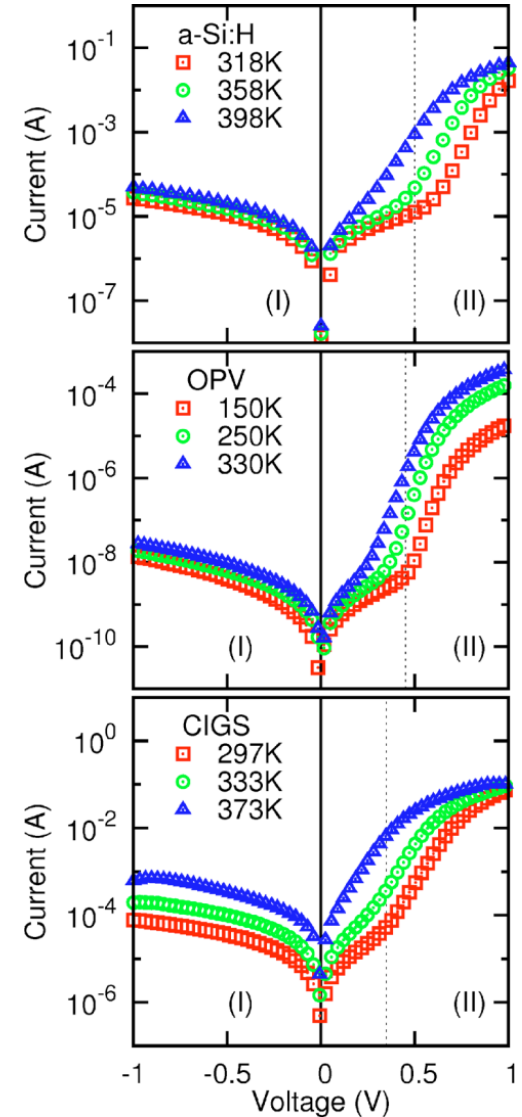 a-Si:H
318K
358K
398K
10^-1
10^-3
10^-5
10^-7
Current (A)
(I)
(II)
OPV
150K
250K
330K
10^-4
10^-6
10^-8
10^-10
Current (A)
(I)
(II)
CIGS
297K
333K
373K
10^0
10^-2
10^-4
10^-6
Current (A)
(I)
(II)
-1 -0.5 0 0.5 1
Voltage (V)